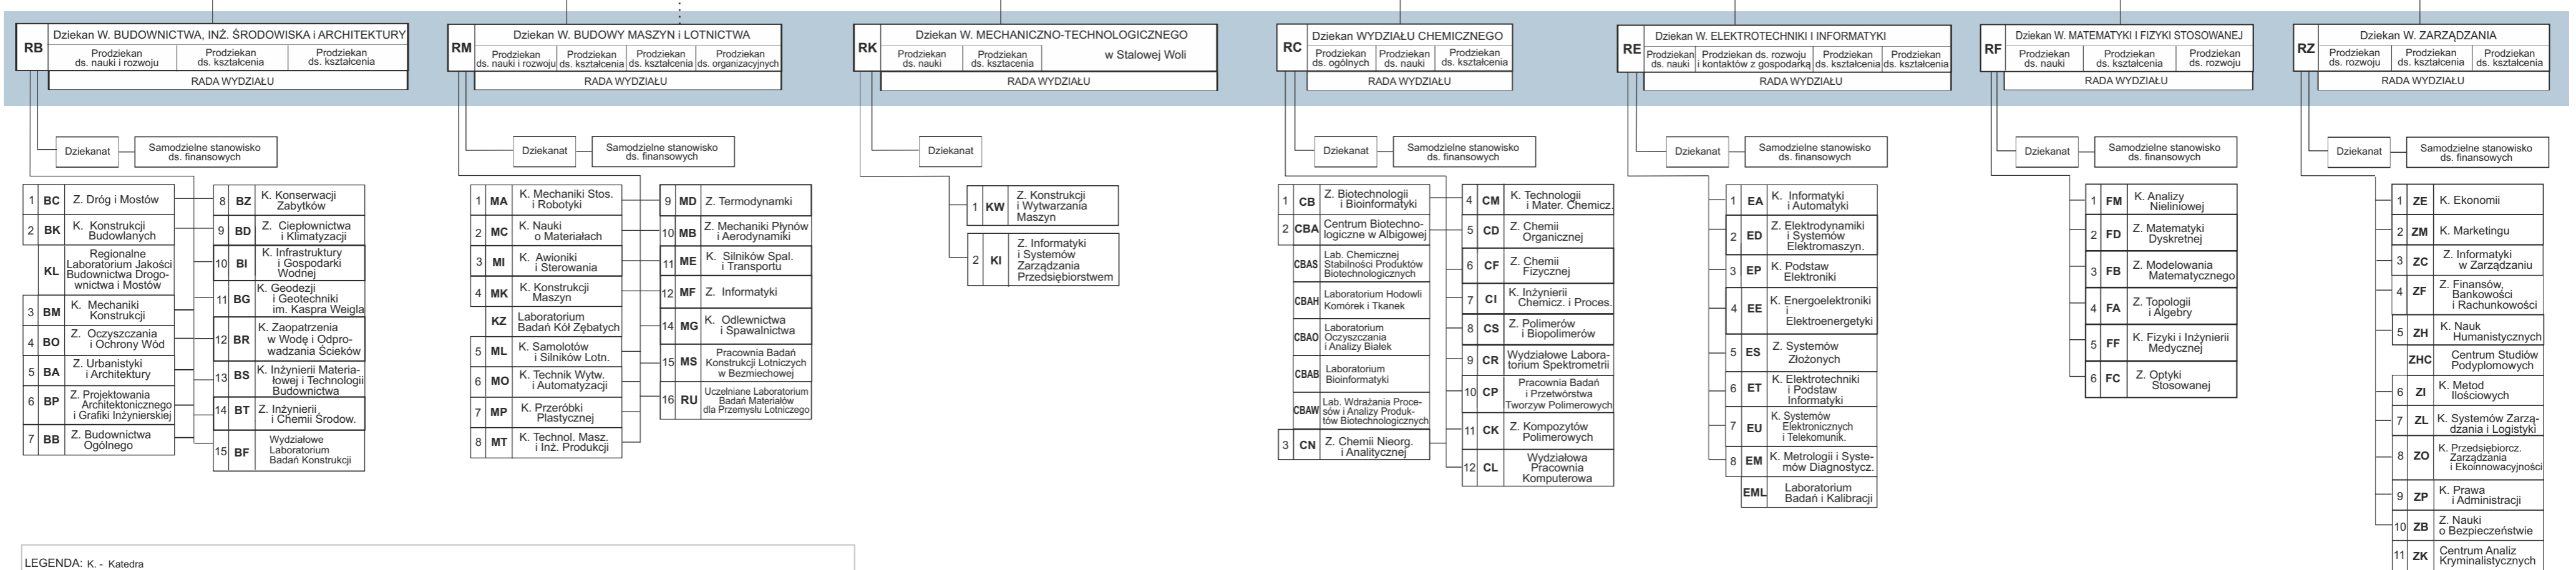 RB
Dziekan W. BUDOWNICTWA, INŻ. ŚRODOWISKA i ARCHITEKTURY
Prodziekan
ds. nauki i rozwoju
Prodziekan
ds. kształcenia
Prodziekan
ds. kształcenia
RADA WYDZIAŁU
Dziekanat
Samodzielne stanowisko
ds. finansowych
1 BC Z. Dróg i Mostów
2 BK K. Konstrukcji
Budowlanych
KL Regionalne
Laboratorium Jakości
Budownictwa Drogo-
wnictwa i Mostów
3 BM K. Mechaniki
Konstrukcji
4 BO Z. Oczyszczania
i Ochrony Wód
5 BA Z. Urbanistyki
i Architektury
6 BP Z. Projektowania
Architektonicznego
i Grafiki Inżynierskiej
7 BB Z. Budownictwa
Ogólnego
8 BZ K. Konserwacji
Zabytków
9 BD Z. Ciepłownictwa
i Klimatyzacji
10 BI K. Infrastruktury
i Gospodarki
Wodnej
11 BG K. Geodezji
i Geotechniki
im. Kaspra Weigla
12 BR K. Zaopatrzenia
w Wodę i Odpro-
wadzania Ścieków
13 BS K. Inżynierii Materia-
łowej i Technologii
Budownictwa
14 BT Z. Inżynierii
i Chemii Środow.
15 BF Wydziałowe
Laboratorium
Badań Konstrukcji
RM
Dziekan W. BUDOWY MASZYN i LOTNICTWA
Prodziekan
ds. nauki i rozwoju
Prodziekan
ds. kształcenia
Prodziekan
ds. kształcenia
Prodziekan
ds. organizacyjnych
RADA WYDZIAŁU
Dziekanat
Samodzielne stanowisko
ds. finansowych
1 MA K. Mechaniki Stos.
i Robotyki
2 MC K. Nauki
o Materiałach
3 MI K. Awioniki
i Sterowania
4 MK K. Konstrukcji
Maszyn
KZ Laboratorium
Badań Kół Zębatych
5 ML K. Samolotów
i Silników Lotn.
6 MO K. Technik Wytw.
i Automatyzacji
7 MP K. Przeróbki
Plastycznej
8 MT K. Technol. Masz.
i Inż. Produkcji
9 MD Z. Termodynamki
10 MB Z. Mechaniki Płynów
i Aerodynamiki
11 ME K. Silników Spal.
i Transportu
12 MF Z. Informatyki
14 MG K. Odlewnictwa
i Spawalnictwa
15 MS Pracownia Badań
Konstrukcji Lotniczych
w Bezmiechowej
16 RU Uczelniane Laboratorium
Badań Materiałów
dla Przemysłu Lotniczego
RK
Dziekan W. MECHANICZNO-TECHNOLOGICZNEGO
Prodziekan
ds. nauki
Prodziekan
ds. kształcenia
w Stalowej Woli
RADA WYDZIAŁU
Dziekanat
1 KW Z. Konstrukcji
i Wytwarzania
Maszyn
2 KI Z. Informatyki
i Systemów
Zarządzania
Przedsiębiorstwem
RC
Dziekan WYDZIAŁU CHEMICZNEGO
Prodziekan
ds. ogólnych
Prodziekan
ds. nauki
Prodziekan
ds. kształcenia
RADA WYDZIAŁU
Dziekanat
Samodzielne stanowisko
ds. finansowych
1 CB Z. Biotechnologii
i Bioinformatyki
2 CBA Centrum Biotechno-
logiczne w Albigowej
CBAS Lab. Chemicznej
Stabilności Produktów
Biotechnologicznych
CBAH Laboratorium Hodowli
Komórek i Tkanek
CBAO Laboratorium
Oczyszczania
i Analizy Białek
CBAB Laboratorium
Bioinformatyki
CBAW Lab. Wdrażania Proce-
sów i Analizy Produk-
tów Biotechnologicznych
3 CN Z. Chemii Nieorg.
i Analitycznej
4 CM K. Technologii
i Mater. Chemicz.
5 CD Z. Chemii
Organicznej
6 CF Z. Chemii
Fizycznej
7 CI K. Inżynierii
Chemicz. i Proces.
8 CS Z. Polimerów
i Biopolimerów
9 CR Wydziałowe Labora-
torium Spektrometrii
10 CP Pracownia Badań
i Przetwórstwa
Tworzyw Polimerowych
11 CK Z. Kompozytów
Polimerowych
12 CL Wydziałowa
Pracownia
Komputerowa
RE
Dziekan W. ELEKTROTECHNIKI I INFORMATYKI
Prodziekan
ds. nauki
Prodziekan ds. rozwoju
i kontaktów z gospodarką
Prodziekan
ds. kształcenia
Prodziekan
ds. kształcenia
RADA WYDZIAŁU
Dziekanat
Samodzielne stanowisko
ds. finansowych
1 EA K. Informatyki
i Automatyki
2 ED Z. Elektrodynamiki
i Systemów
Elektromaszyn.
3 EP K. Podstaw
Elektroniki
4 EE K. Energoelektroniki
i
Elektroenergetyki
5 ES Z. Systemów
Złożonych
6 ET K. Elektrotechniki
i Podstaw
Informatyki
7 EU K. Systemów
Elektronicznych
i Telekomunik.
8 EM K. Metrologii i Syste-
mów Diagnostycz.
EML Laboratorium
Badań i Kalibracji
RF
Dziekan W. MATEMATYKI I FIZYKI STOSOWANEJ
Prodziekan
ds. nauki
Prodziekan
ds. kształcenia
Prodziekan
ds. rozwoju
RADA WYDZIAŁU
Dziekanat
Samodzielne stanowisko
ds. finansowych
1 FM K. Analizy
Nieliniowej
2 FD Z. Matematyki
Dyskretnej
3 FB Z. Modelowania
Matematycznego
4 FA Z. Topologii
i Algebry
5 FF K. Fizyki i Inżynierii
Medycznej
6 FC Z. Optyki
Stosowanej
RZ
Dziekan W. ZARZĄDZANIA
Prodziekan
ds. rozwoju
Prodziekan
ds. kształcenia
Prodziekan
ds. kształcenia
RADA WYDZIAŁU
Dziekanat
Samodzielne stanowisko
ds. finansowych
1 ZE K. Ekonomii
2 ZM K. Marketingu
3 ZC Z. Informatyki
w Zarządzaniu
4 ZF Z. Finansów,
Bankowości
i Rachunkowości
5 ZH K. Nauk
Humanistycznych
ZHC Centrum Studiów
Podyplomowych
6 ZI K. Metod
Ilościowych
7 ZL K. Systemów Zarzą-
dzania i Logistyki
8 ZO K. Przedsiębiorcz.
Zarządzania
i Ekoinnowacyjności
9 ZP K. Prawa
i Administracji
10 ZB Z. Nauki
o Bezpieczeństwie
11 ZK Centrum Analiz
Kryminalistycznych
LEGENDA: K. - Katedra